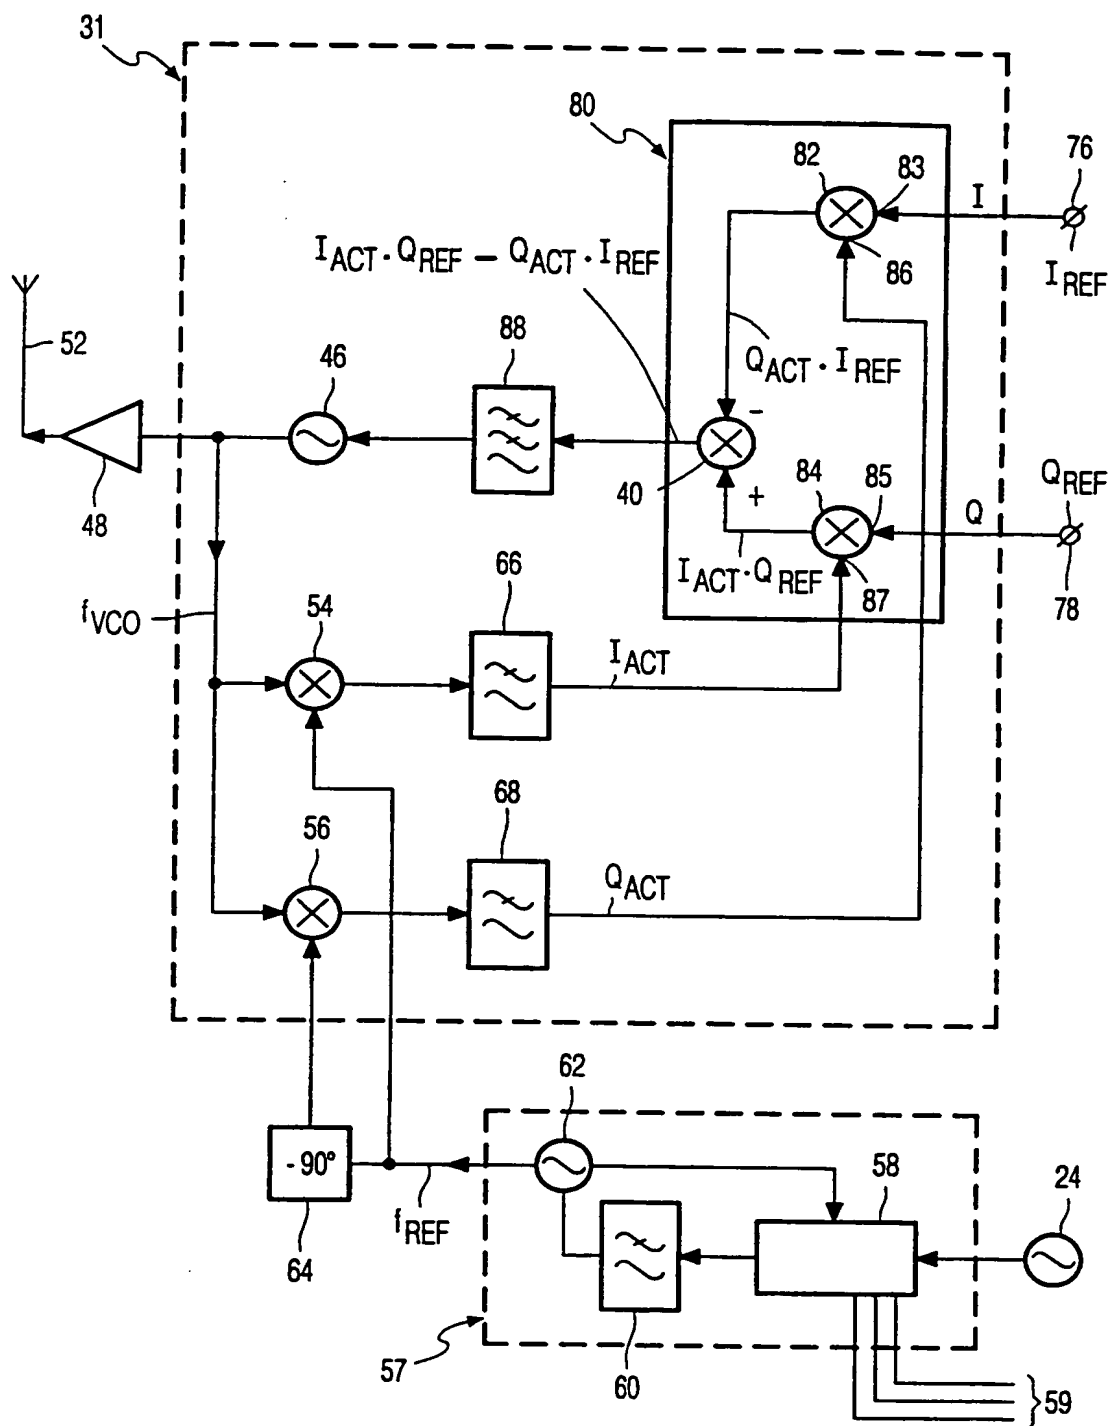 31
80
82
83
76
I
86
I_REF
I_ACT · Q_REF − Q_ACT · I_REF
52
46
88
Q_ACT · I_REF
-
48
40
+
84
85
Q
Q_REF
78
I_ACT · Q_REF
87
f_VCO
54
66
I_ACT
56
68
Q_ACT
62
-90°
64
f_REF
58
24
57
60
59